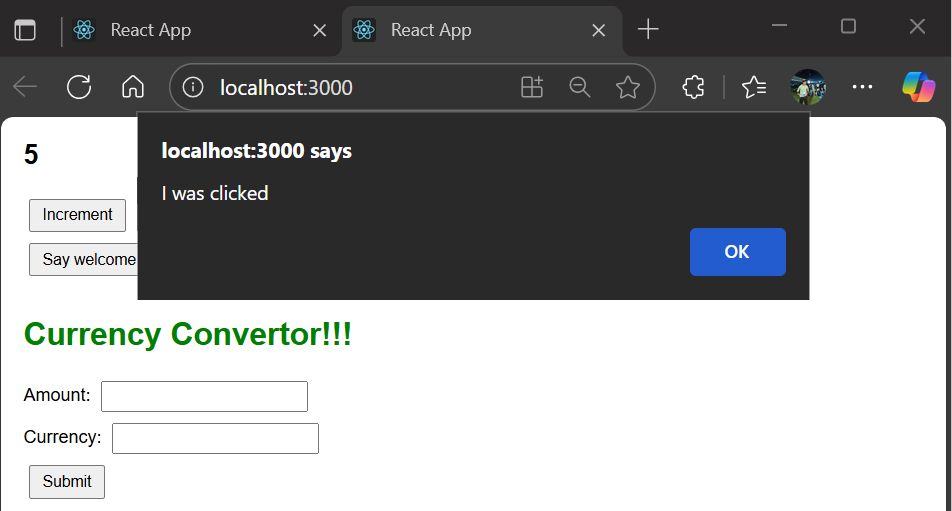 React App
React App
localhost:3000
localhost:3000 says
I was clicked
OK
5
Increment
Say welcome
Currency Convertor!!!
Amount:
Currency:
Submit